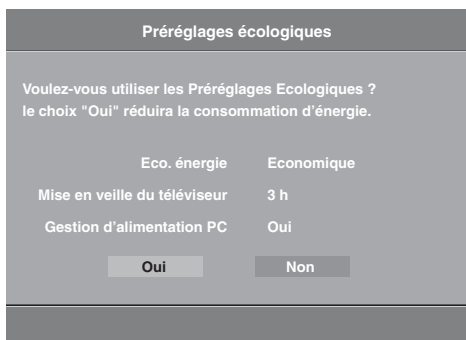 Préréglages écologiques
Voulez-vous utiliser les Préréglages Ecologiques ?
le choix "Oui" réduira la consommation d'énergie.
Eco. énergie Economique
Mise en veille du téléviseur 3 h
Gestion d'alimentation PC Oui
Oui Non